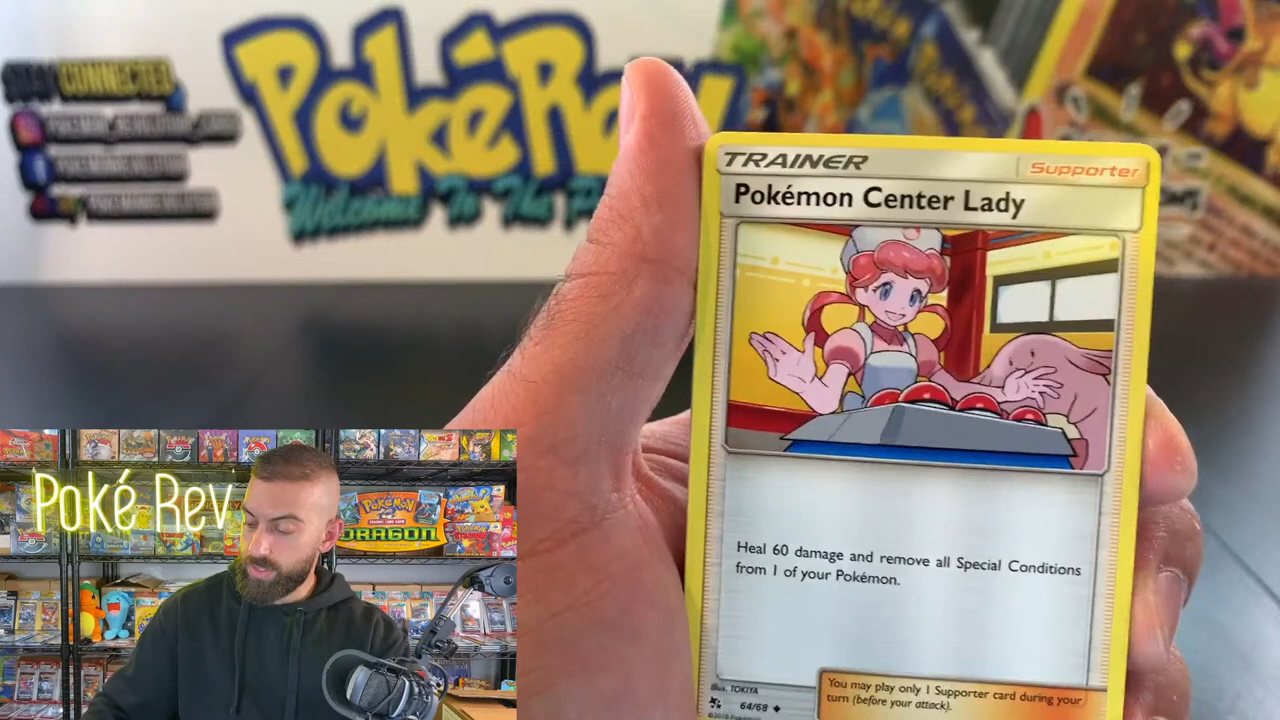 STAY CONNECTED
PokéRev
Welcome To The P
TRAINER
Supporter
Pokémon Center Lady
Heal 60 damage and remove all Special Conditions
from 1 of your Pokémon.
Illus. TOKIYA
64/68
You may play only 1 Supporter card during your
turn (before your attack).
Poké Rev
POKÉMON
DRAGON